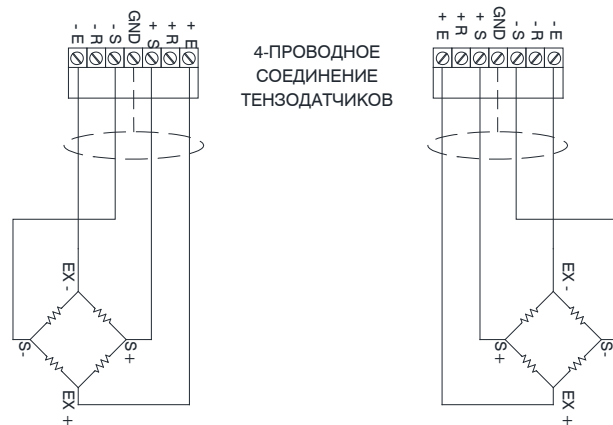 - E
- R
- S
GND
+ S
+ R
+ E
4-ПРОВОДНОЕ
СОЕДИНЕНИЕ
ТЕНЗОДАТЧИКОВ
+ E
+ R
+ S
GND
- S
- R
- E
EX -
S-
S +
EX +
EX -
S +
S-
EX +